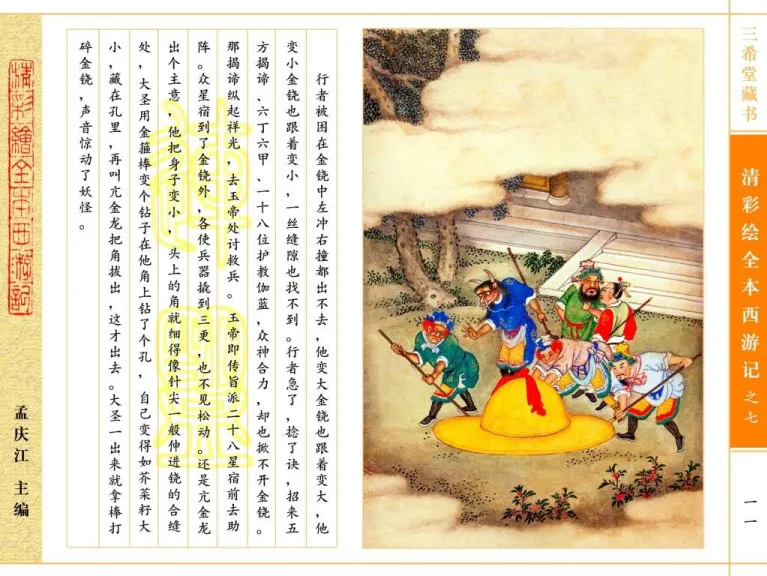 三希堂藏书
清彩绘全本西游记之七
一一
行者被困在金铙中左冲右撞都出不去，他变大金铙也跟着变大，他
变小金铙也跟着变小，一丝缝隙也找不到。行者急了，捻了诀，招来五
方揭谛、六丁六甲、一十八位护教伽蓝，众神合力，却也掀不开金铙。
那揭谛纵起祥光，去玉帝处讨救兵。玉帝即传旨派二十八星宿前去助
阵。众星宿到了金铙外，各使兵器撬到三更，也不见松动。还是亢金龙
出个主意，他把身子变小，头上的角就细得像针尖一般伸进铙的合缝
处，大圣用金箍棒变个钻子在他角上钻了个孔，自己变得如芥菜籽大
小，藏在孔里，再叫亢金龙把角拔出，这才出去。大圣一出来就拿棒打
碎金铙，声音惊动了妖怪。
清彩绘全本西游记
孟庆江 主编